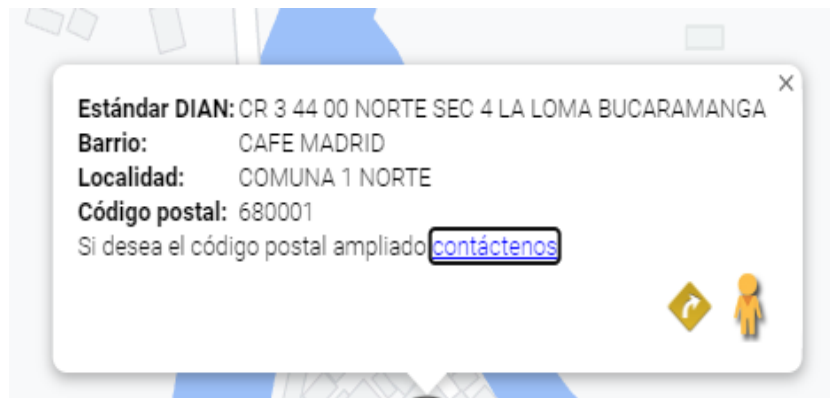 Estándar DIAN: CR 3 44 00 NORTE SEC 4 LA LOMA BUCARAMANGA
Barrio: CAFE MADRID
Localidad: COMUNA 1 NORTE
Código postal: 680001
Si desea el código postal ampliado contáctenos